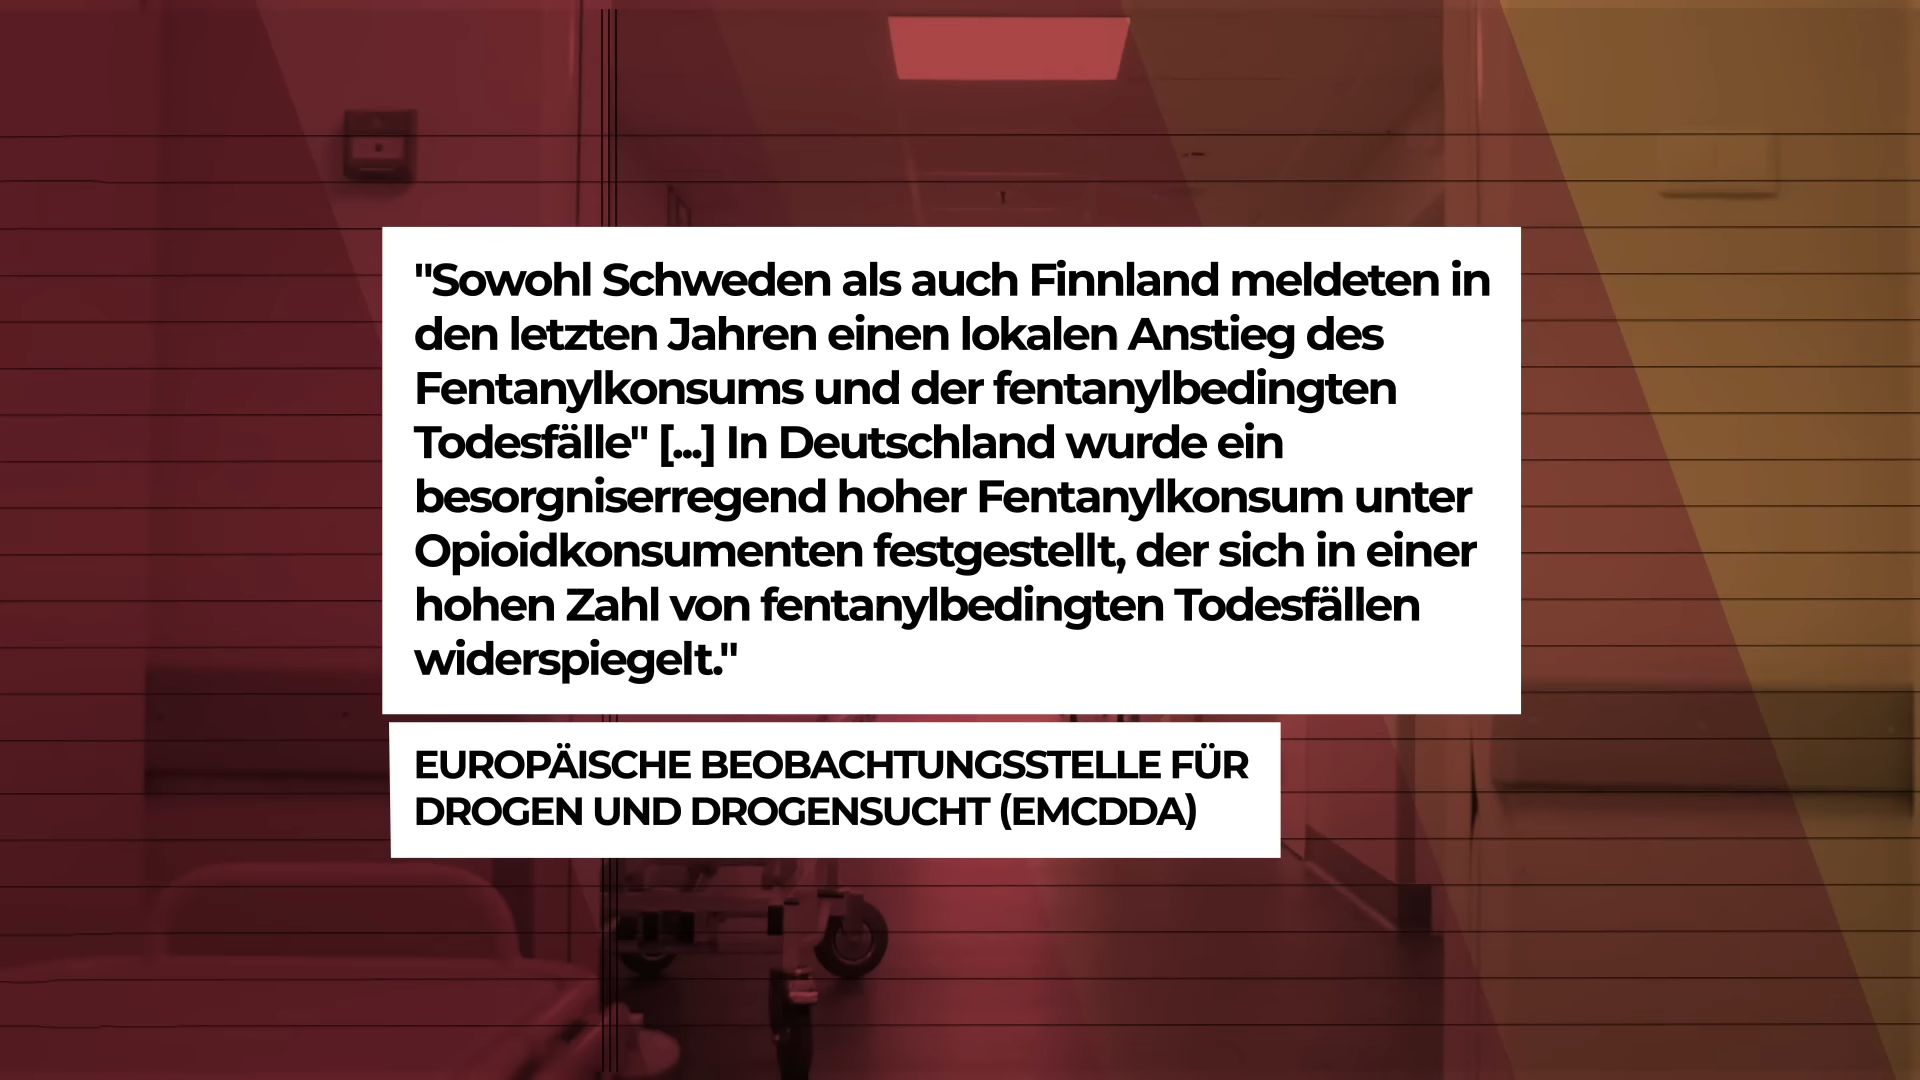 "Sowohl Schweden als auch Finnland meldeten in
den letzten Jahren einen lokalen Anstieg des
Fentanylkonsums und der fentanylbedingten
Todesfälle" [...] In Deutschland wurde ein
besorgniserregend hoher Fentanylkonsum unter
Opioidkonsumenten festgestellt, der sich in einer
hohen Zahl von fentanylbedingten Todesfällen
widerspiegelt."
EUROPÄISCHE BEOBACHTUNGSSTELLE FÜR
DROGEN UND DROGENSUCHT (EMCDDA)